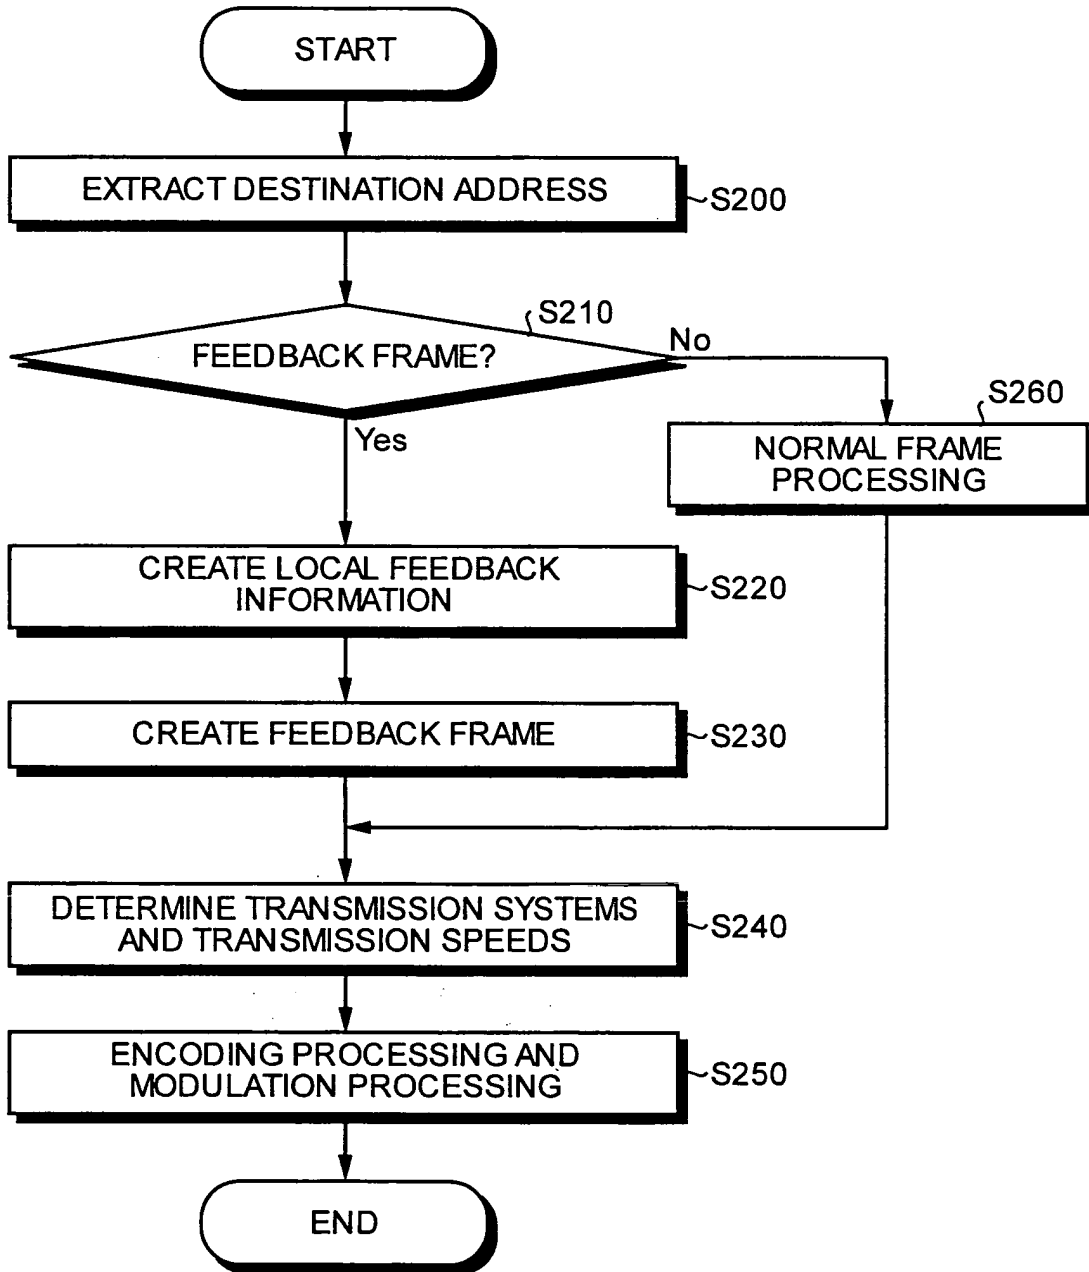 START
EXTRACT DESTINATION ADDRESS
S200
S210
FEEDBACK FRAME?
No
Yes
S260
NORMAL FRAME
PROCESSING
CREATE LOCAL FEEDBACK
INFORMATION
S220
CREATE FEEDBACK FRAME
S230
DETERMINE TRANSMISSION SYSTEMS
AND TRANSMISSION SPEEDS
S240
ENCODING PROCESSING AND
MODULATION PROCESSING
S250
END